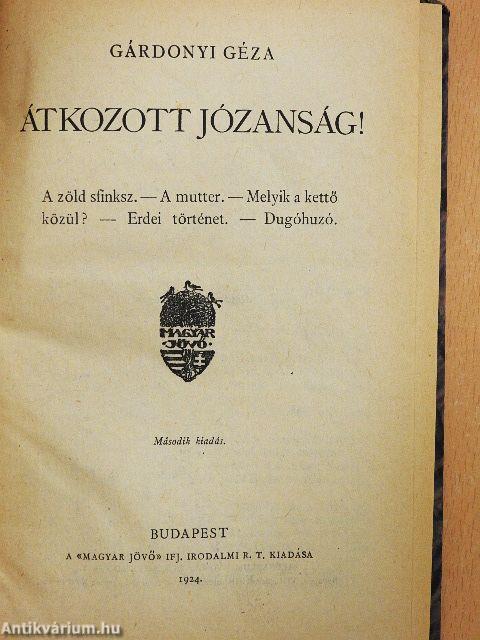 GÁRDONYI GÉZA
ÁTKOZOTT JÓZANSÁG!
A zöld sfinksz. — A mutter. — Melyik a kettő
közül? — Erdei történet. — Dugóhuzó.
MAGYAR
JÖVŐ
Második kiadás.
BUDAPEST
A «MAGYAR JÖVŐ» IFJ. IRODALMI R. T. KIADÁSA
1924.
Antikvárium.hu